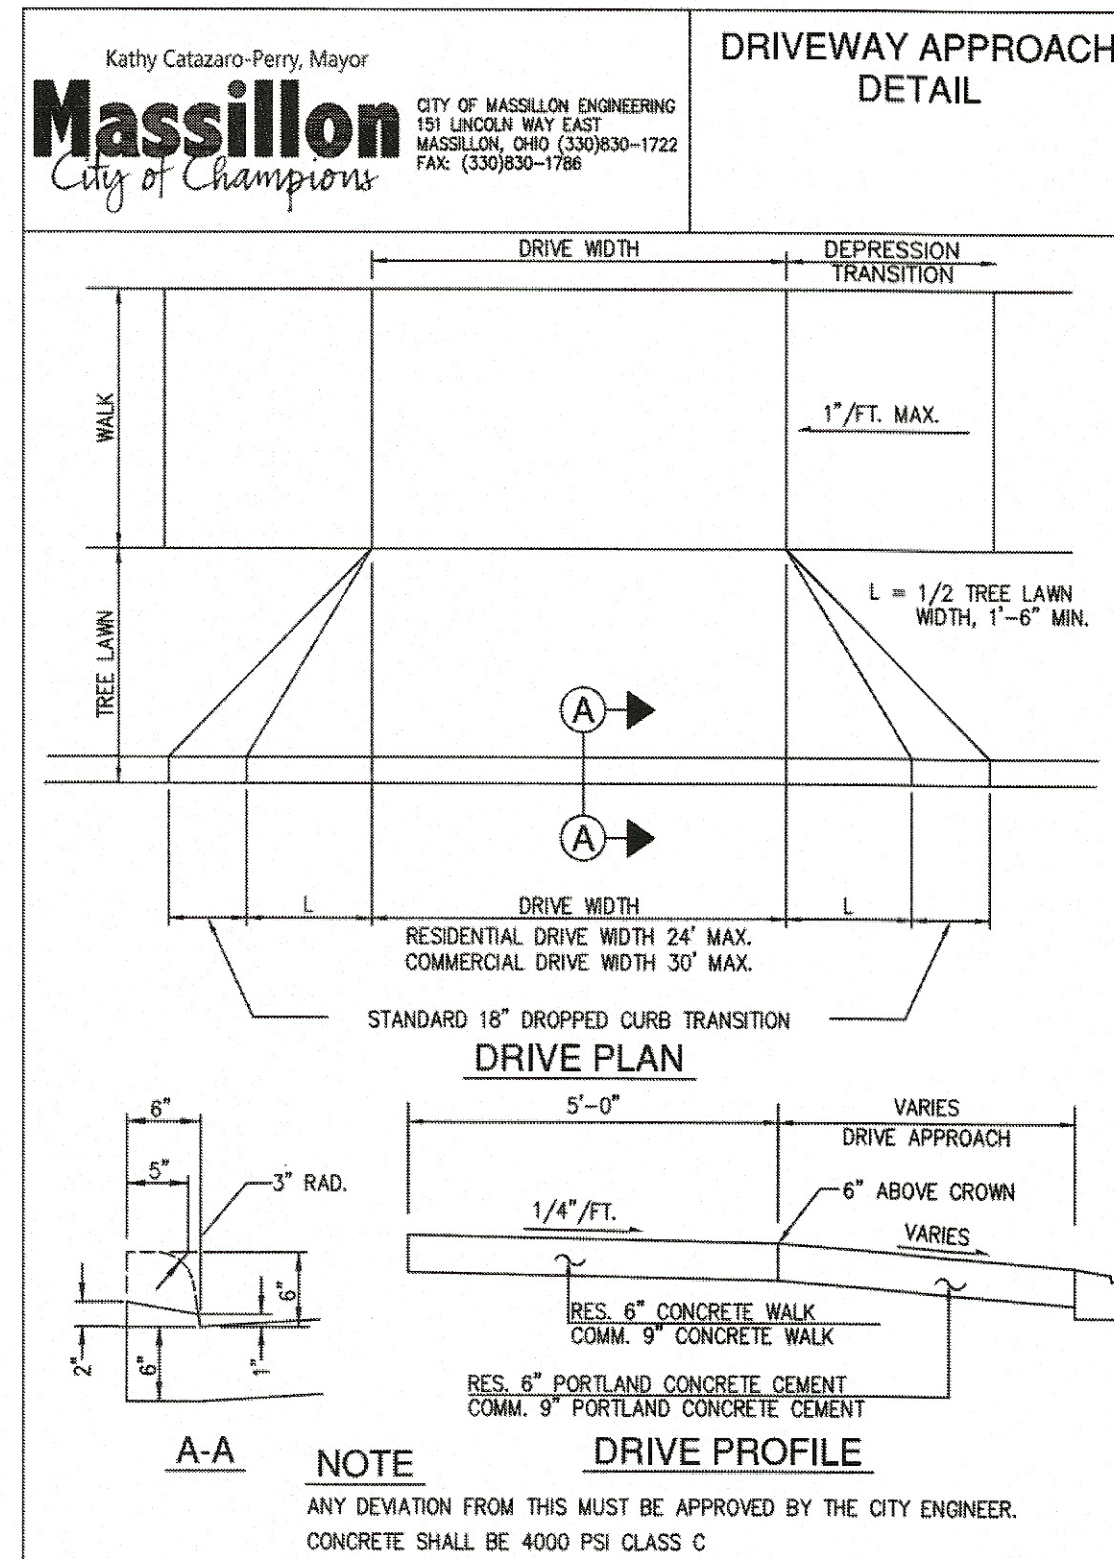 Kathy Catazaro-Perry, Mayor
Massillon
City of Champions
CITY OF MASSILLON ENGINEERING
151 LINCOLN WAY EAST
MASSILLON, OHIO (330)830-1722
FAX: (330)830-1786
DRIVEWAY APPROACH
DETAIL
DRIVE WIDTH
DEPRESSION
TRANSITION
WALK
1"/FT. MAX.
TREE LAWN
L = 1/2 TREE LAWN
WIDTH, 1'-6" MIN.
A
A
L
DRIVE WIDTH
L
RESIDENTIAL DRIVE WIDTH 24' MAX.
COMMERCIAL DRIVE WIDTH 30' MAX.
STANDARD 18" DROPPED CURB TRANSITION
DRIVE PLAN
6"
5"
3" RAD.
6"
2"
6"
1"
A-A
5'-0"
VARIES
DRIVE APPROACH
6" ABOVE CROWN
1/4"/FT.
VARIES
RES. 6" CONCRETE WALK
COMM. 9" CONCRETE WALK
RES. 6" PORTLAND CONCRETE CEMENT
COMM. 9" PORTLAND CONCRETE CEMENT
DRIVE PROFILE
NOTE
ANY DEVIATION FROM THIS MUST BE APPROVED BY THE CITY ENGINEER.
CONCRETE SHALL BE 4000 PSI CLASS C